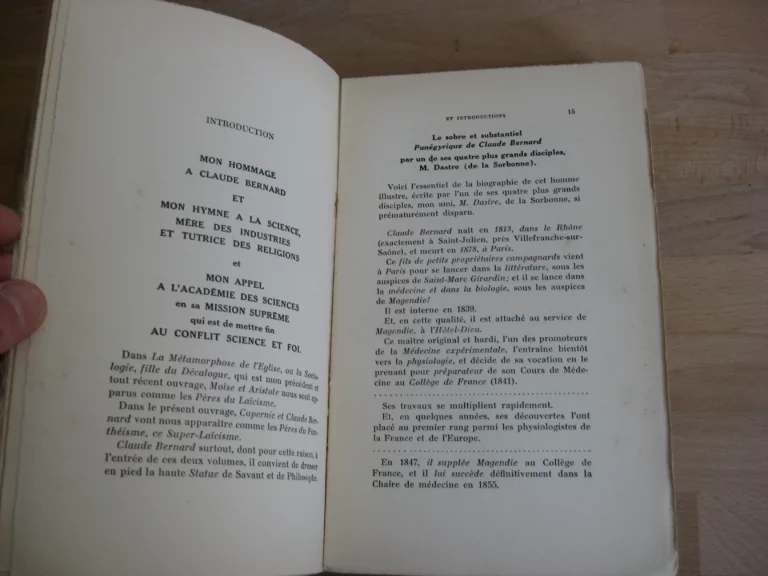 INTRODUCTION
MON HOMMAGE
A CLAUDE BERNARD
ET
MON HYMNE A LA SCIENCE,
MÈRE DES INDUSTRIES
ET TUTRICE DES RELIGIONS
et
MON APPEL
A L'ACADÉMIE DES SCIENCES
en sa MISSION SUPRÊME
qui est de mettre fin
AU CONFLIT SCIENCE ET FOI.
Dans La Métamorphose de l'Eglise, ou la Socio-
logie, fille du Décalogue, qui est mon précédent et
tout récent ouvrage, Moïse et Aristote nous sont ap-
parus comme les Pères du Laïcisme.
Dans le présent ouvrage, Copernic et Claude Ber-
nard vont nous apparaître comme les Pères du Pan-
théisme, ce Super-Laïcisme.
Claude Bernard surtout, dont pour cette raison, à
l'entrée de ces deux volumes, il convient de dresser
en pied la haute Statue de Savant et de Philosophe.
ET INTRODUCTIONS 15
Le sobre et substantiel
Panégyrique de Claude Bernard
par un de ses quatre plus grands disciples,
M. Dastre (de la Sorbonne).
Voici l'essentiel de la biographie de cet homme
illustre, écrite par l'un de ses quatre plus grands
disciples, mon ami, M. Dastre, de la Sorbonne, si
prématurément disparu.
Claude Bernard naît en 1813, dans le Rhône
(exactement à Saint-Julien, près Villefranche-sur-
Saône), et meurt en 1878, à Paris.
Ce fils de petits propriétaires campagnards vient
à Paris pour se lancer dans la littérature, sous les
auspices de Saint-Marc Girardin; et il se lance
dans la médecine et dans la biologie, sous les auspices
de Magendie!
Il est interne en 1839.
Et, en cette qualité, il est attaché au service de
Magendie, à l'Hôtel-Dieu.
Ce maître original et hardi, l'un des promoteurs
de la Médecine expérimentale, l'entraîne bientôt
vers la physiologie, et décide de sa vocation en le
prenant pour préparateur de son Cours de Méde-
cine au Collège de France (1841).
Ses travaux se multiplient rapidement.
Et, en quelques années, ses découvertes l'ont
placé au premier rang parmi les physiologistes de
la France et de l'Europe.
En 1847, il supplée Magendie au Collège de
France, et il lui succède définitivement dans la
Chaire de médecine en 1855.